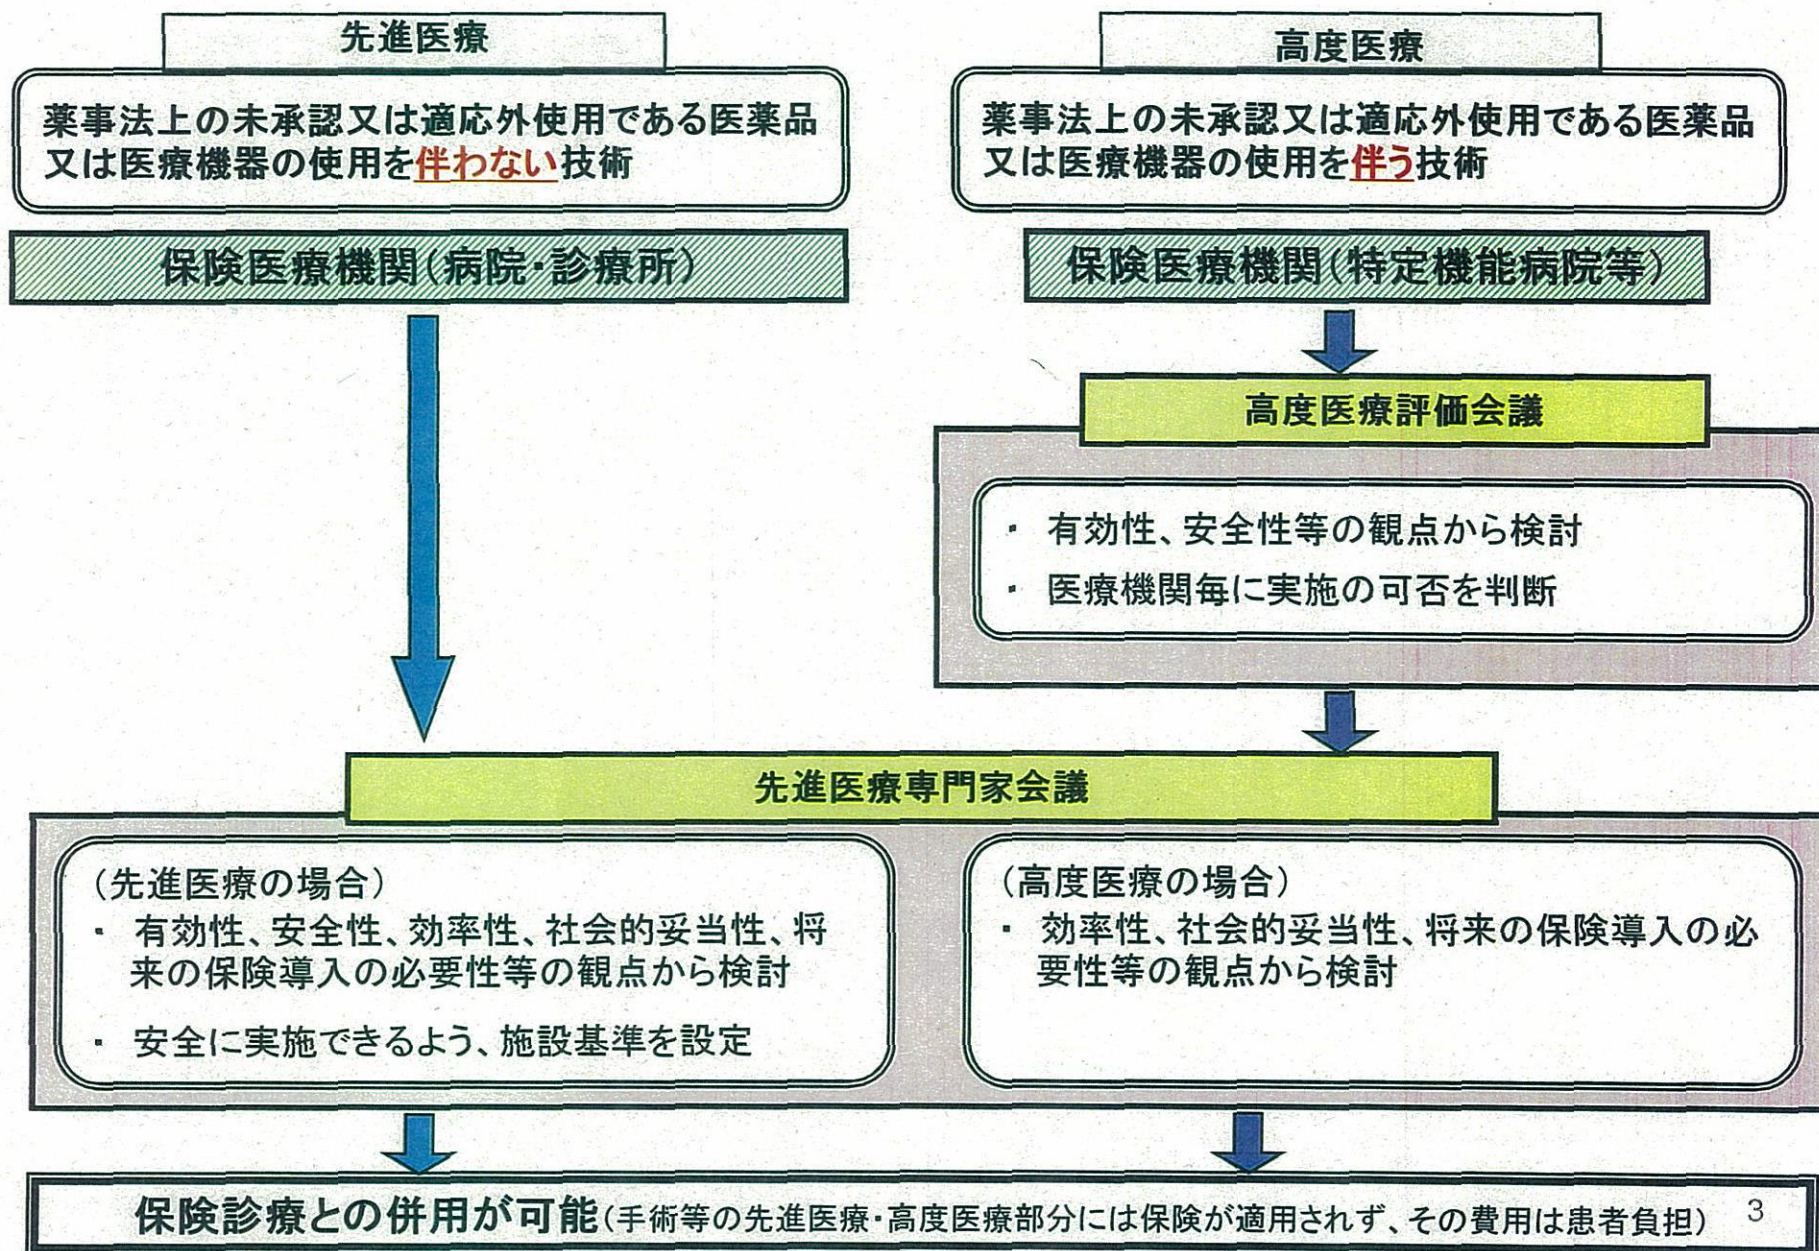 先進医療
薬事法上の未承認又は適応外使用である医薬品
又は医療機器の使用を伴わない技術
保険医療機関(病院・診療所)
高度医療
薬事法上の未承認又は適応外使用である医薬品
又は医療機器の使用を伴う技術
保険医療機関(特定機能病院等)
高度医療評価会議
・ 有効性、安全性等の観点から検討
・ 医療機関毎に実施の可否を判断
先進医療専門家会議
(先進医療の場合)
・ 有効性、安全性、効率性、社会的妥当性、将
来の保険導入の必要性等の観点から検討
・ 安全に実施できるよう、施設基準を設定
(高度医療の場合)
・ 効率性、社会的妥当性、将来の保険導入の必
要性等の観点から検討
保険診療との併用が可能(手術等の先進医療・高度医療部分には保険が適用されず、その費用は患者負担)
3